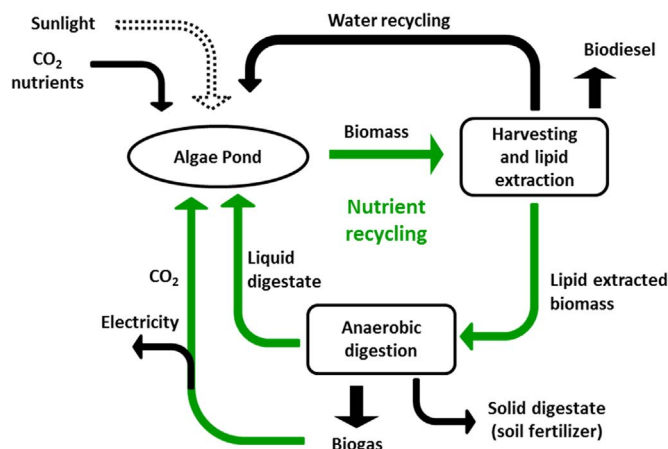 Water recycling
Sunlight
Biodiesel
CO₂
nutrients
Biomass
Harvesting
and lipid
extraction
Algae Pond
Nutrient
recycling
Liquid
digestate
CO₂
Lipid extracted
biomass
Electricity
Anaerobic
digestion
Solid digestate
(soil fertilizer)
Biogas